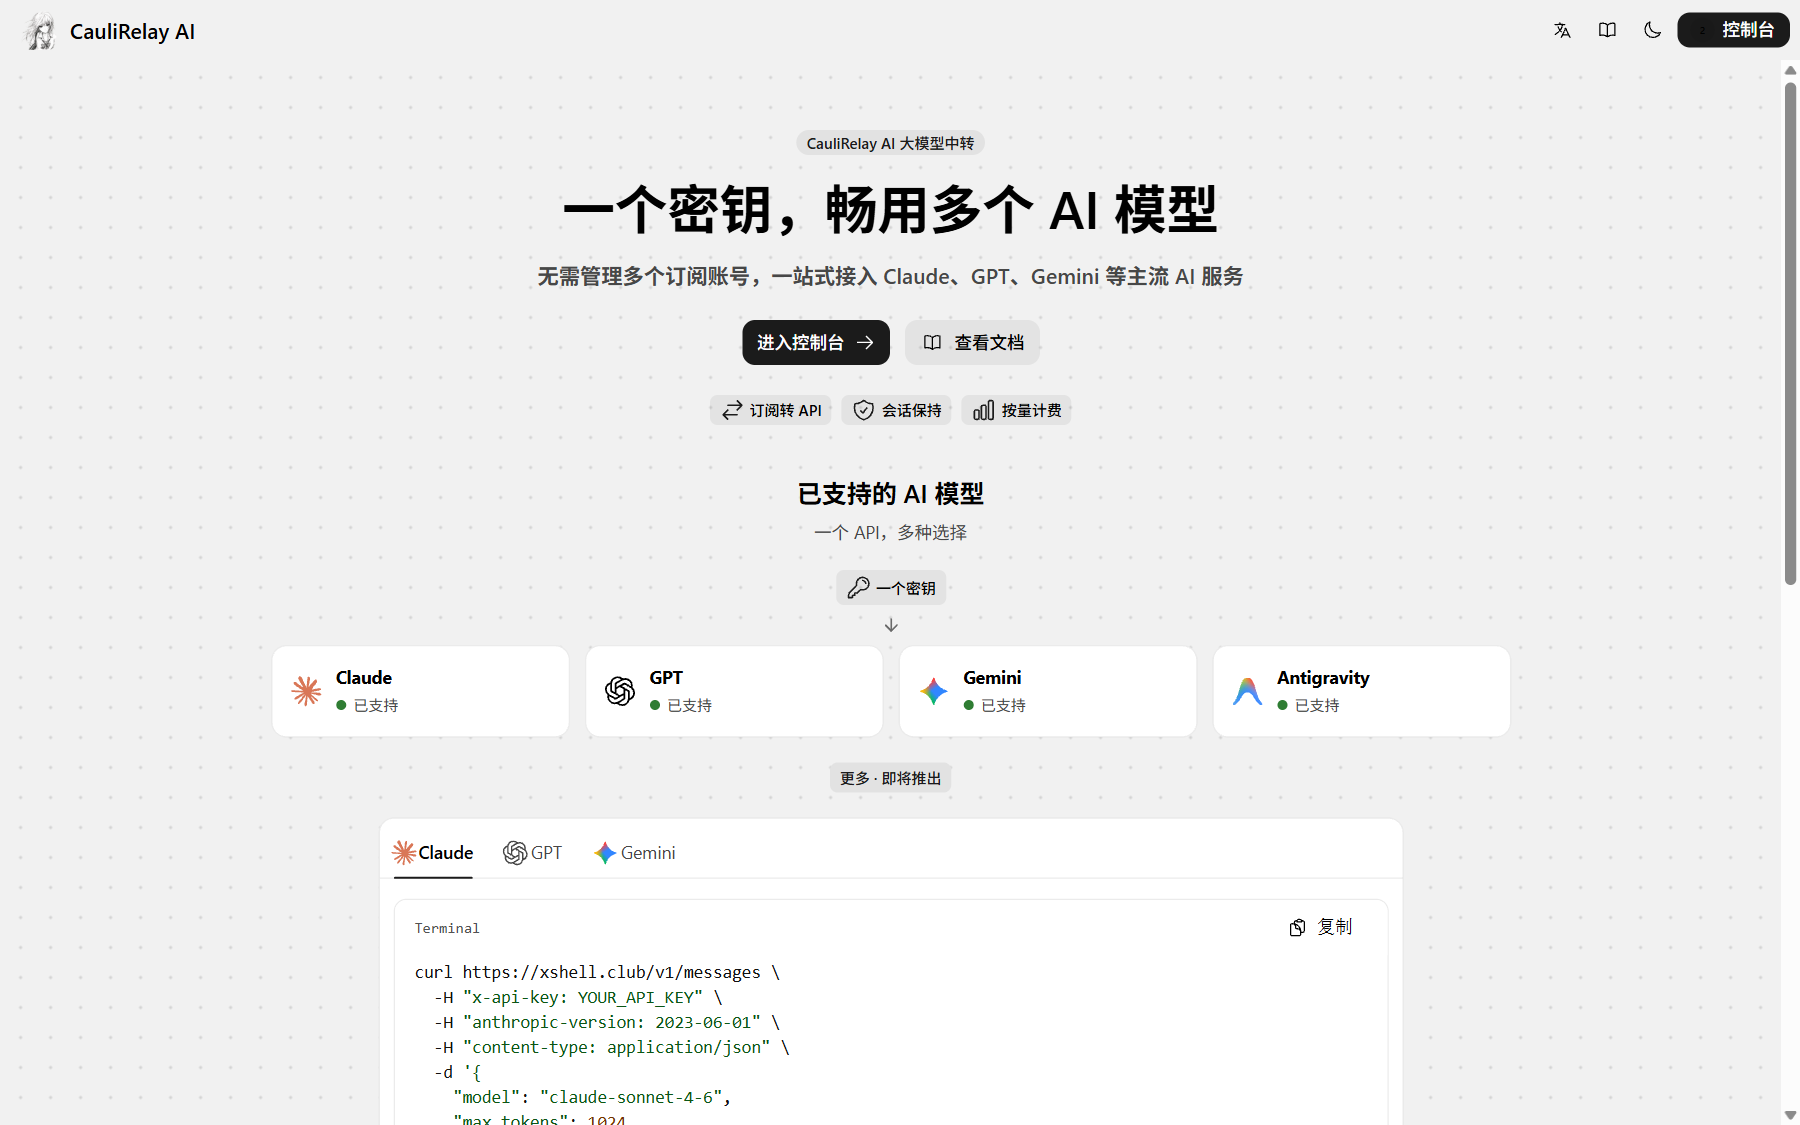 CauliRelay AI
控制台
CauliRelay AI 大模型中转
一个密钥，畅用多个 AI 模型
无需管理多个订阅账号，一站式接入 Claude、GPT、Gemini 等主流 AI 服务
进入控制台
查看文档
订阅转 API
会话保持
按量计费
已支持的 AI 模型
一个 API，多种选择
一个密钥
Claude
已支持
GPT
已支持
Gemini
已支持
Antigravity
已支持
更多 · 即将推出
Claude
GPT
Gemini
Terminal
复制
curl https://xshell.club/v1/messages \
-H "x-api-key: YOUR_API_KEY" \
-H "anthropic-version: 2023-06-01" \
-H "content-type: application/json" \
-d '{
"model": "claude-sonnet-4-6",
"max_tokens": 1024